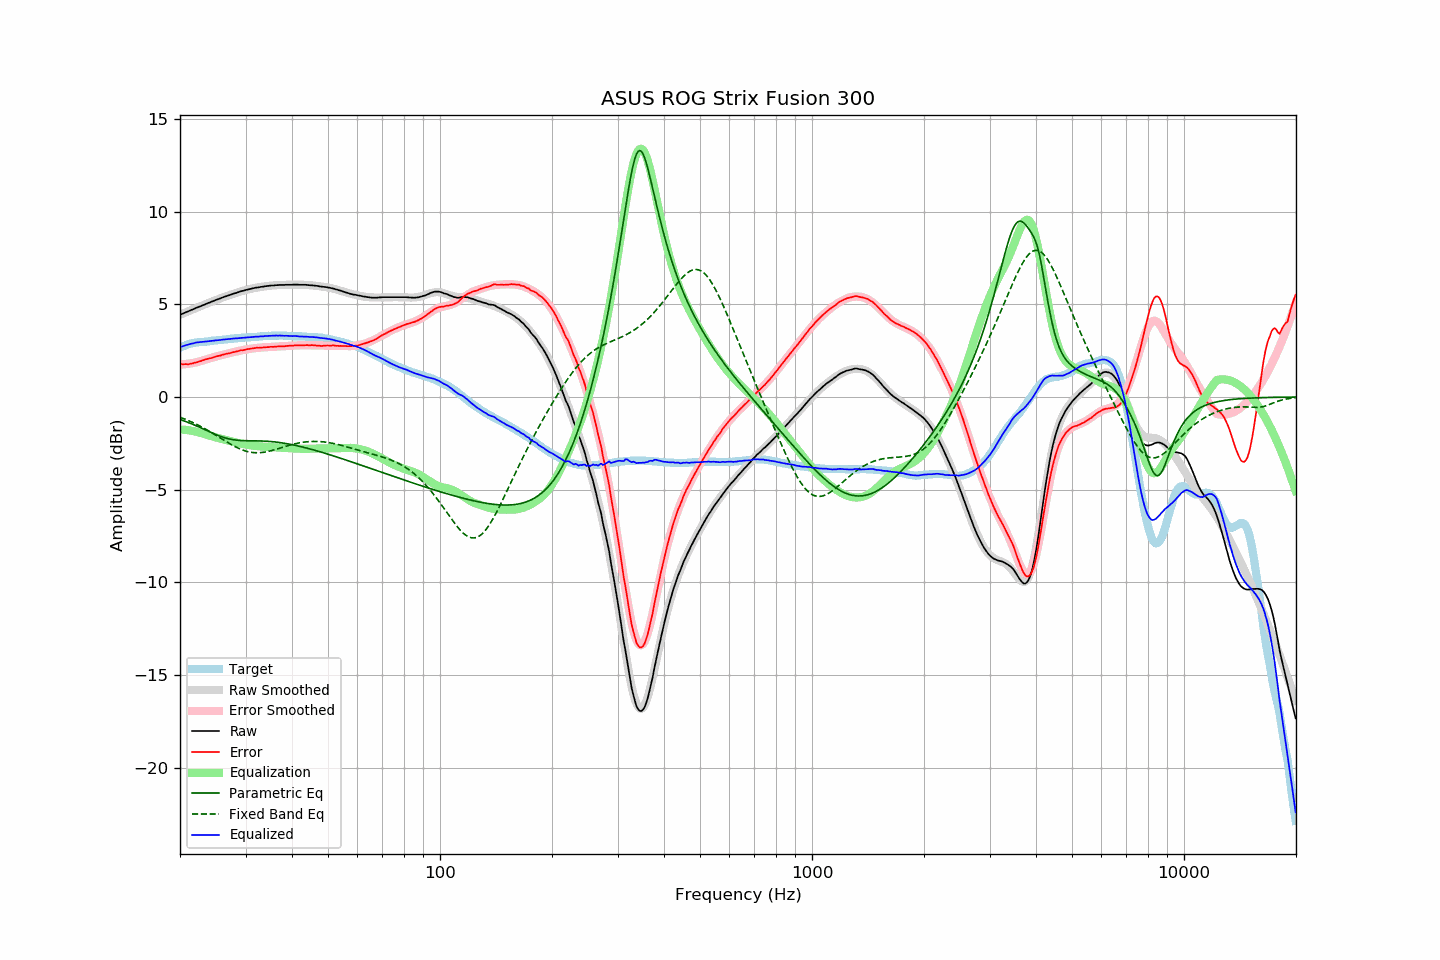 ASUS ROG Strix Fusion 300
Amplitude (dBr)
15
10
5
0
−5
−10
−15
−20
Target
Raw Smoothed
Error Smoothed
Raw
Error
Equalization
Parametric Eq
Fixed Band Eq
Equalized
100
1000
10000
Frequency (Hz)